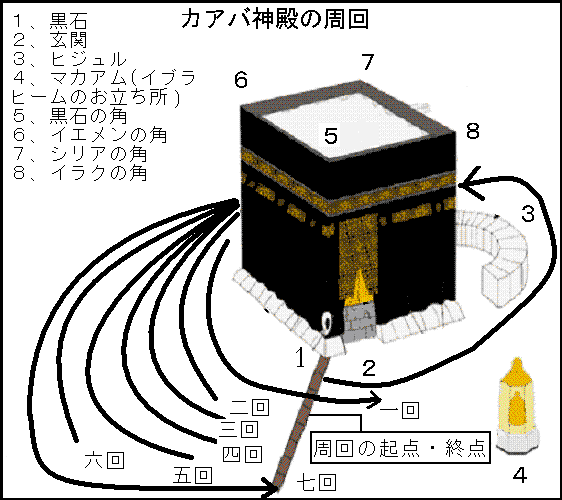 カアバ神殿の周回
1、黒石
2、玄関
3、ヒジュル
4、マカアム(イブラ
ヒームのお立ち所)
5、黒石の角
6、イエメンの角
7、シリアの角
8、イラクの角
7
6
5
8
3
1
2
一回
二回
三回
四回
周回の起点・終点
六回
五回
七回
4